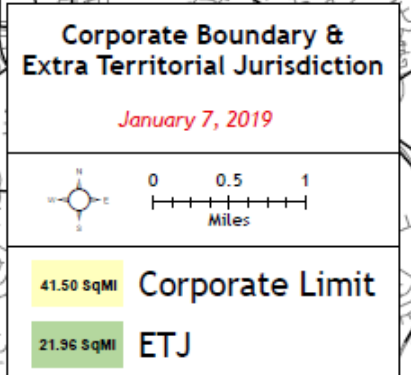 Corporate Boundary &
Extra Territorial Jurisdiction
January 7, 2019
N
W E
S
0 0.5 1
Miles
41.50 SqMI Corporate Limit
21.96 SqMI ETJ